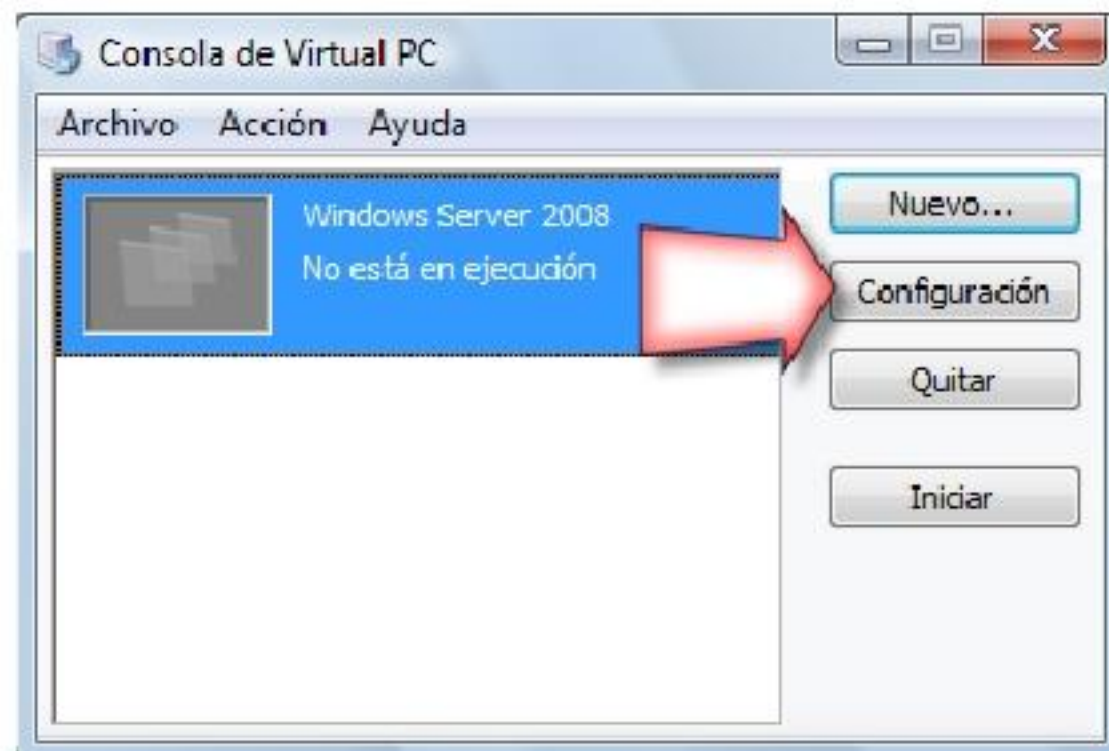 Consola de Virtual PC
Archivo Acción Ayuda
Windows Server 2008
No está en ejecución
Nuevo...
Configuración
Quitar
Iniciar